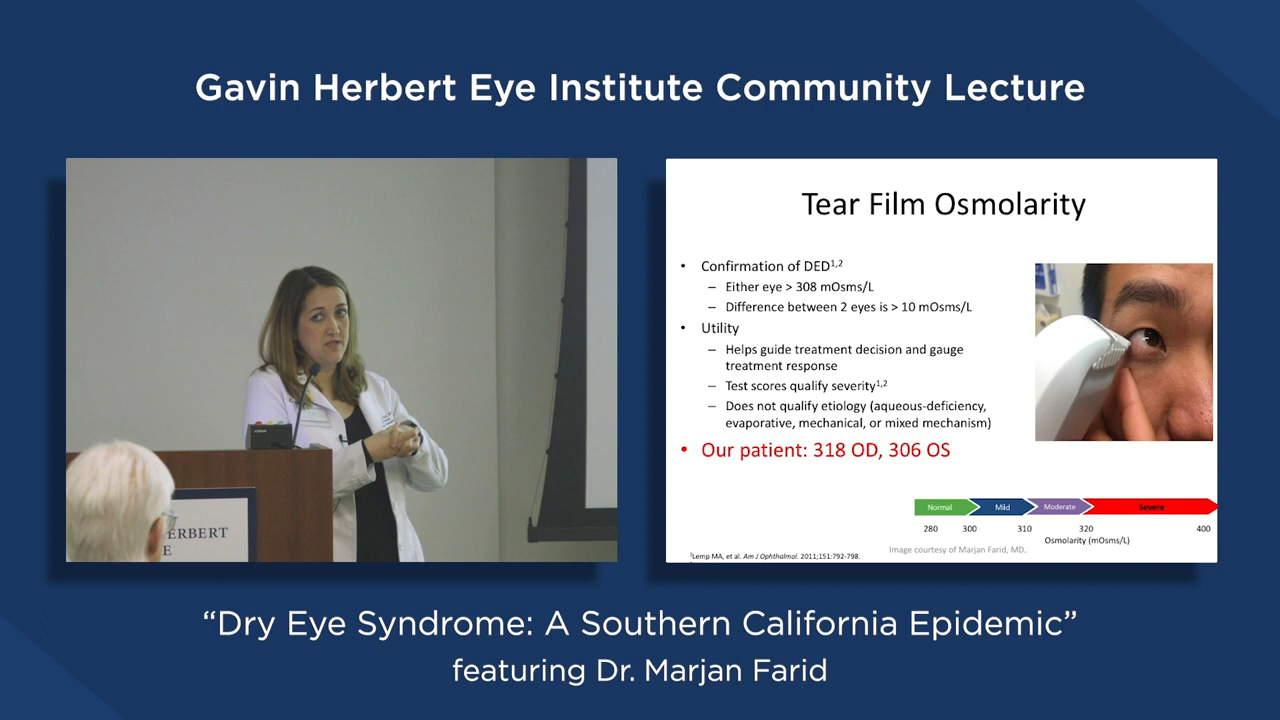 Gavin Herbert Eye Institute Community Lecture
ERBERT
E
Tear Film Osmolarity
• Confirmation of DED1,2
– Either eye > 308 mOsms/L
– Difference between 2 eyes is > 10 mOsms/L
• Utility
– Helps guide treatment decision and gauge
treatment response
– Test scores qualify severity1,2
– Does not qualify etiology (aqueous-deficiency,
evaporative, mechanical, or mixed mechanism)
• Our patient: 318 OD, 306 OS
Normal Mild Moderate Severe
280 300 310 320 400
Osmolarity (mOsms/L)
Image courtesy of Marjan Farid, MD.
1Lemp MA, et al. Am J Ophthalmol. 2011;151:792-798.
“Dry Eye Syndrome: A Southern California Epidemic”
featuring Dr. Marjan Farid